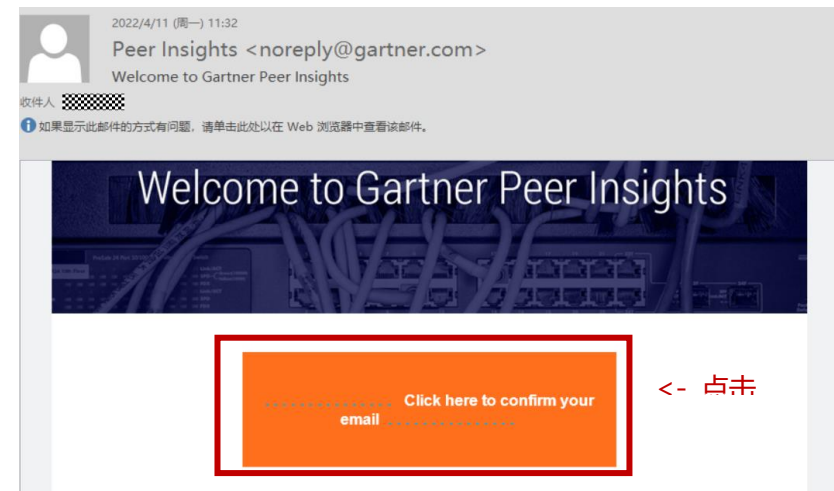 2022/4/11 (周一) 11:32
Peer Insights <noreply@gartner.com>
Welcome to Gartner Peer Insights
收件人
如果显示此邮件的方式有问题，请单击此处以在 Web 浏览器中查看该邮件。
Welcome to Gartner Peer Insights
Click here to confirm your
email
<- 点击